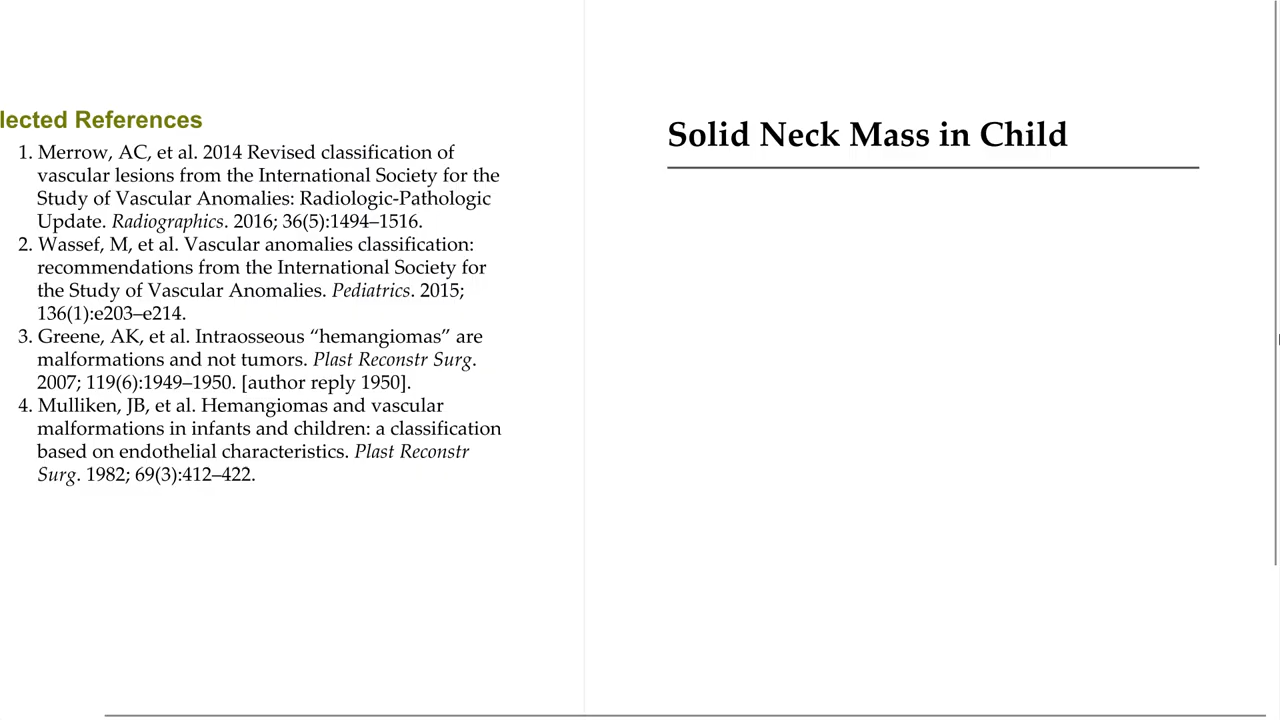 lected References
1. Merrow, AC, et al. 2014 Revised classification of
vascular lesions from the International Society for the
Study of Vascular Anomalies: Radiologic-Pathologic
Update. Radiographics. 2016; 36(5):1494–1516.
2. Wassef, M, et al. Vascular anomalies classification:
recommendations from the International Society for
the Study of Vascular Anomalies. Pediatrics. 2015;
136(1):e203–e214.
3. Greene, AK, et al. Intraosseous “hemangiomas” are
malformations and not tumors. Plast Reconstr Surg.
2007; 119(6):1949–1950. [author reply 1950].
4. Mulliken, JB, et al. Hemangiomas and vascular
malformations in infants and children: a classification
based on endothelial characteristics. Plast Reconstr
Surg. 1982; 69(3):412–422.
Solid Neck Mass in Child